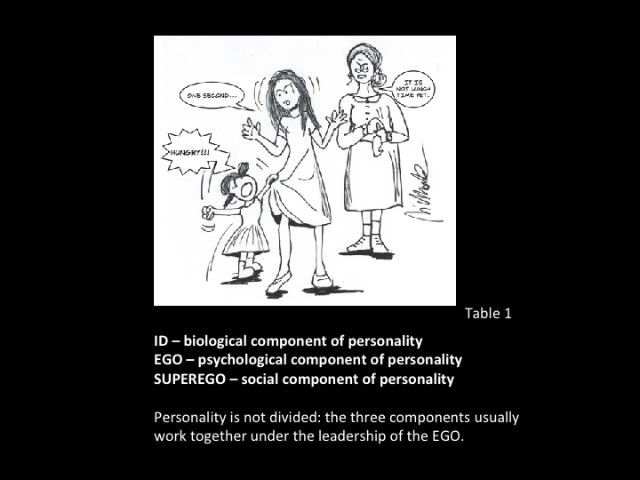 ONE SECOND...
IT IS
NOT LUNCH
TIME YET.
HUNGRY!!!
Table 1
ID – biological component of personality
EGO – psychological component of personality
SUPEREGO – social component of personality
Personality is not divided: the three components usually
work together under the leadership of the EGO.